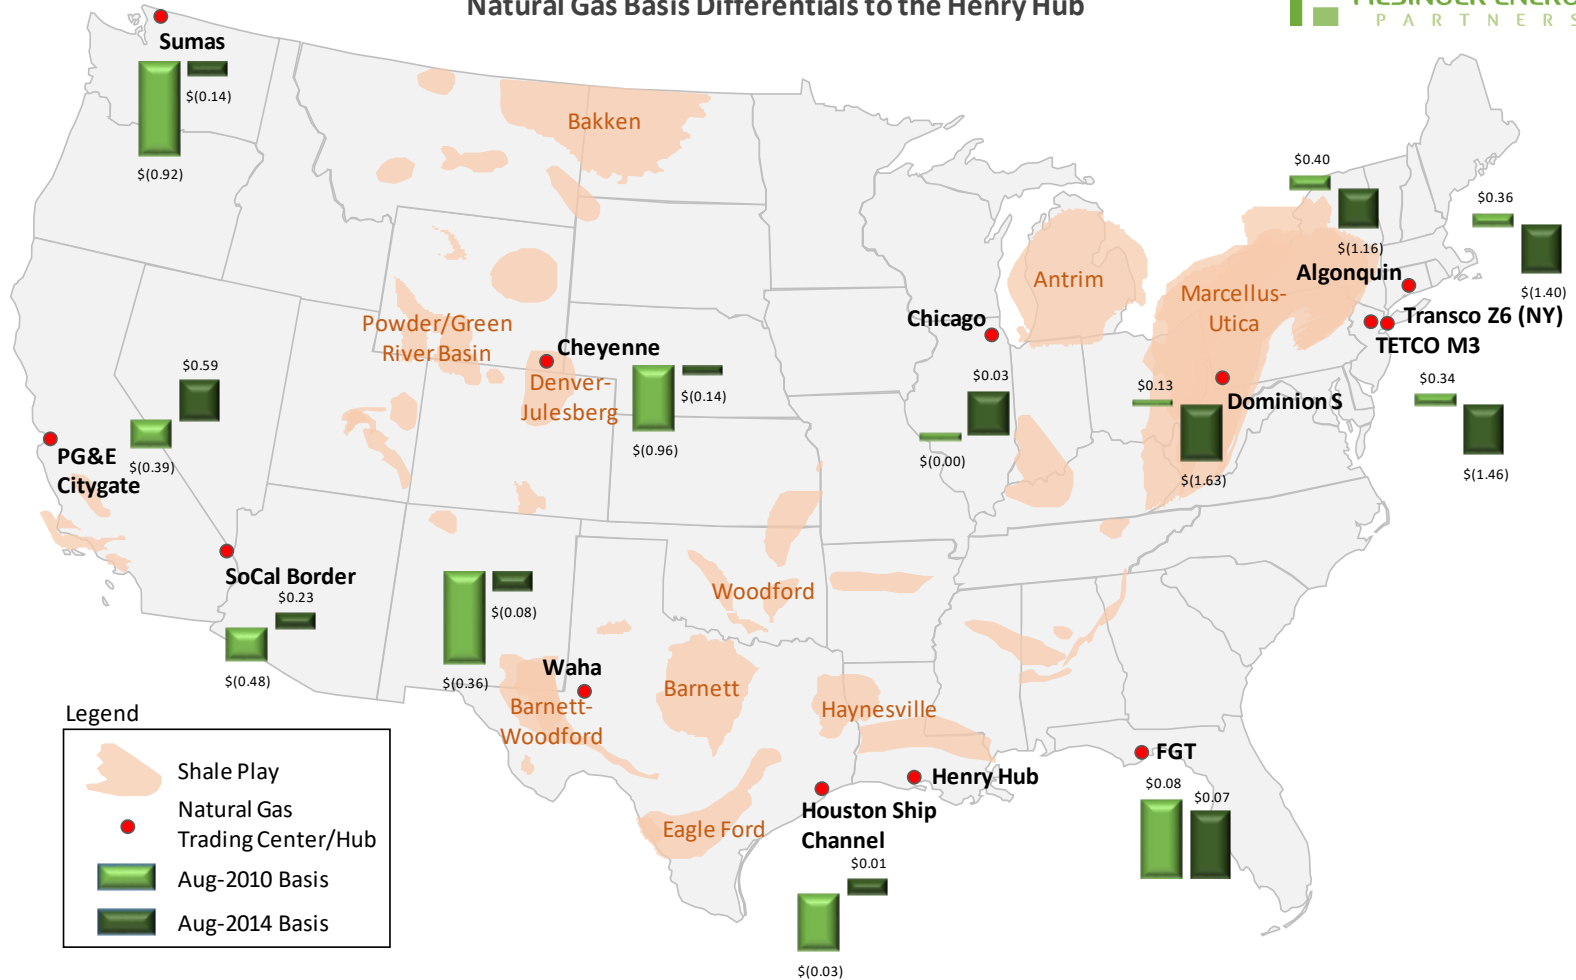 Natural Gas Basis Differentials to the Henry Hub
PARTNERS
Sumas
$(0.14)
$(0.92)
Bakken
$0.40
$0.36
$(1.16)
Algonquin
$(1.40)
Antrim
Marcellus-
Utica
Transco Z6 (NY)
TETCO M3
Chicago
Powder/Green
River Basin
Cheyenne
Denver-
Julesberg
$(0.14)
$(0.96)
$0.59
$(0.39)
PG&E
Citygate
$0.03
$(0.00)
$0.13
Dominion S
$(1.63)
$0.34
$(1.46)
SoCal Border
$0.23
$(0.48)
$(0.08)
$(0.36)
Woodford
Waha
Barnett-
Woodford
Barnett
Haynesville
Eagle Ford
Henry Hub
Houston Ship
Channel
$0.01
$(0.03)
FGT
$0.08
$0.07
Legend
Shale Play
Natural Gas
Trading Center/Hub
Aug-2010 Basis
Aug-2014 Basis